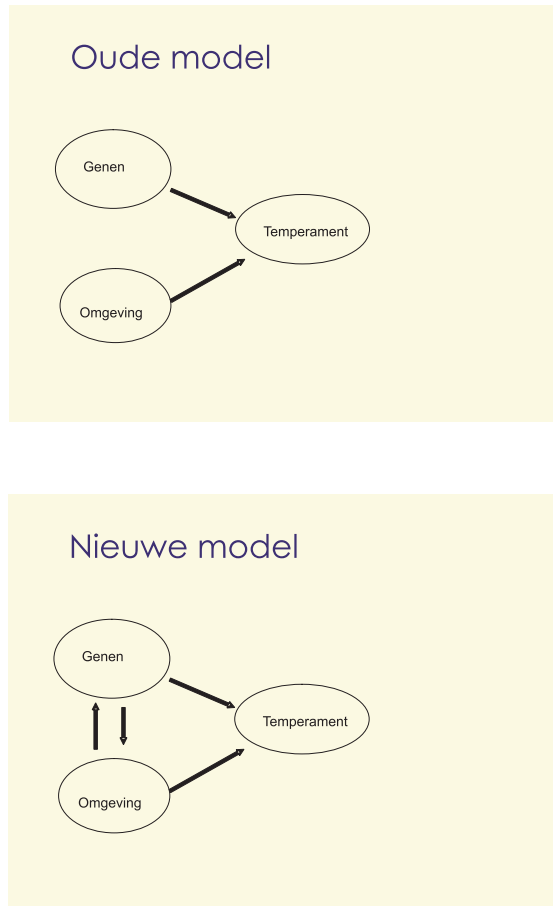 Oude model
Genen
Temperament
Omgeving
Nieuwe model
Genen
Temperament
Omgeving